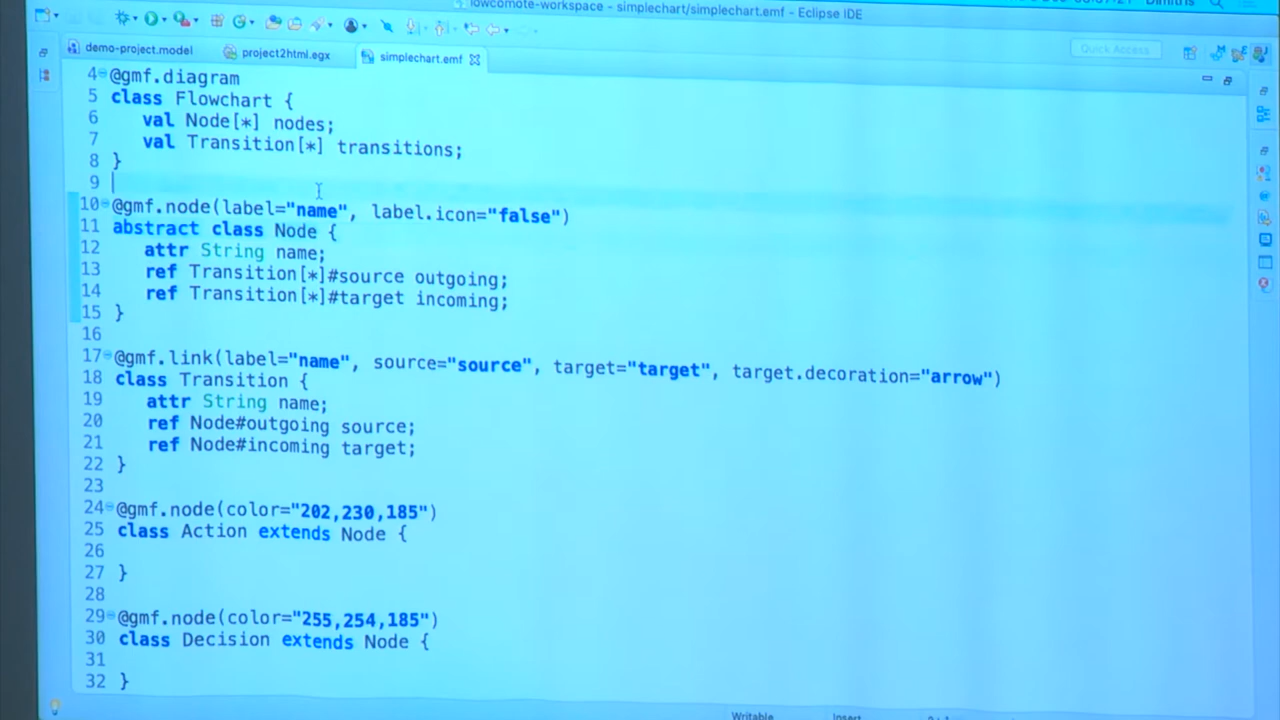 lowcomote-workspace - simplechart/simplechart.emf - Eclipse IDE
Quick Access
demo-project.model
project2html.egx
simplechart.emf
4 @gmf.diagram
5 class Flowchart {
6 val Node[*] nodes;
7 val Transition[*] transitions;
8 }
9
10 @gmf.node(label="name", label.icon="false")
11 abstract class Node {
12 attr String name;
13 ref Transition[*]#source outgoing;
14 ref Transition[*]#target incoming;
15 }
16
17 @gmf.link(label="name", source="source", target="target", target.decoration="arrow")
18 class Transition {
19 attr String name;
20 ref Node#outgoing source;
21 ref Node#incoming target;
22 }
23
24 @gmf.node(color="202,230,185")
25 class Action extends Node {
26
27 }
28
29 @gmf.node(color="255,254,185")
30 class Decision extends Node {
31
32 }
Writable
Insert